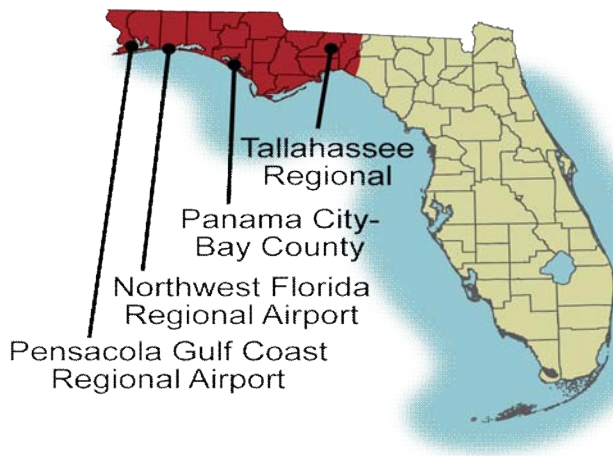 Tallahassee
Regional
Panama City-
Bay County
Northwest Florida
Regional Airport
Pensacola Gulf Coast
Regional Airport